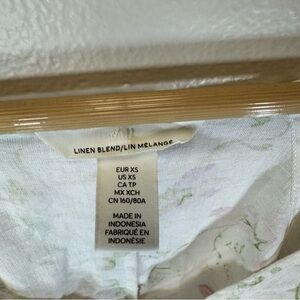 LINEN BLEND/LIN MÉLANGÉ
EUR XS
US XS
CA TP
MX XCH
CN 160/80A
MADE IN
INDONESIA
FABRIQUÉ EN
INDONÉSIE